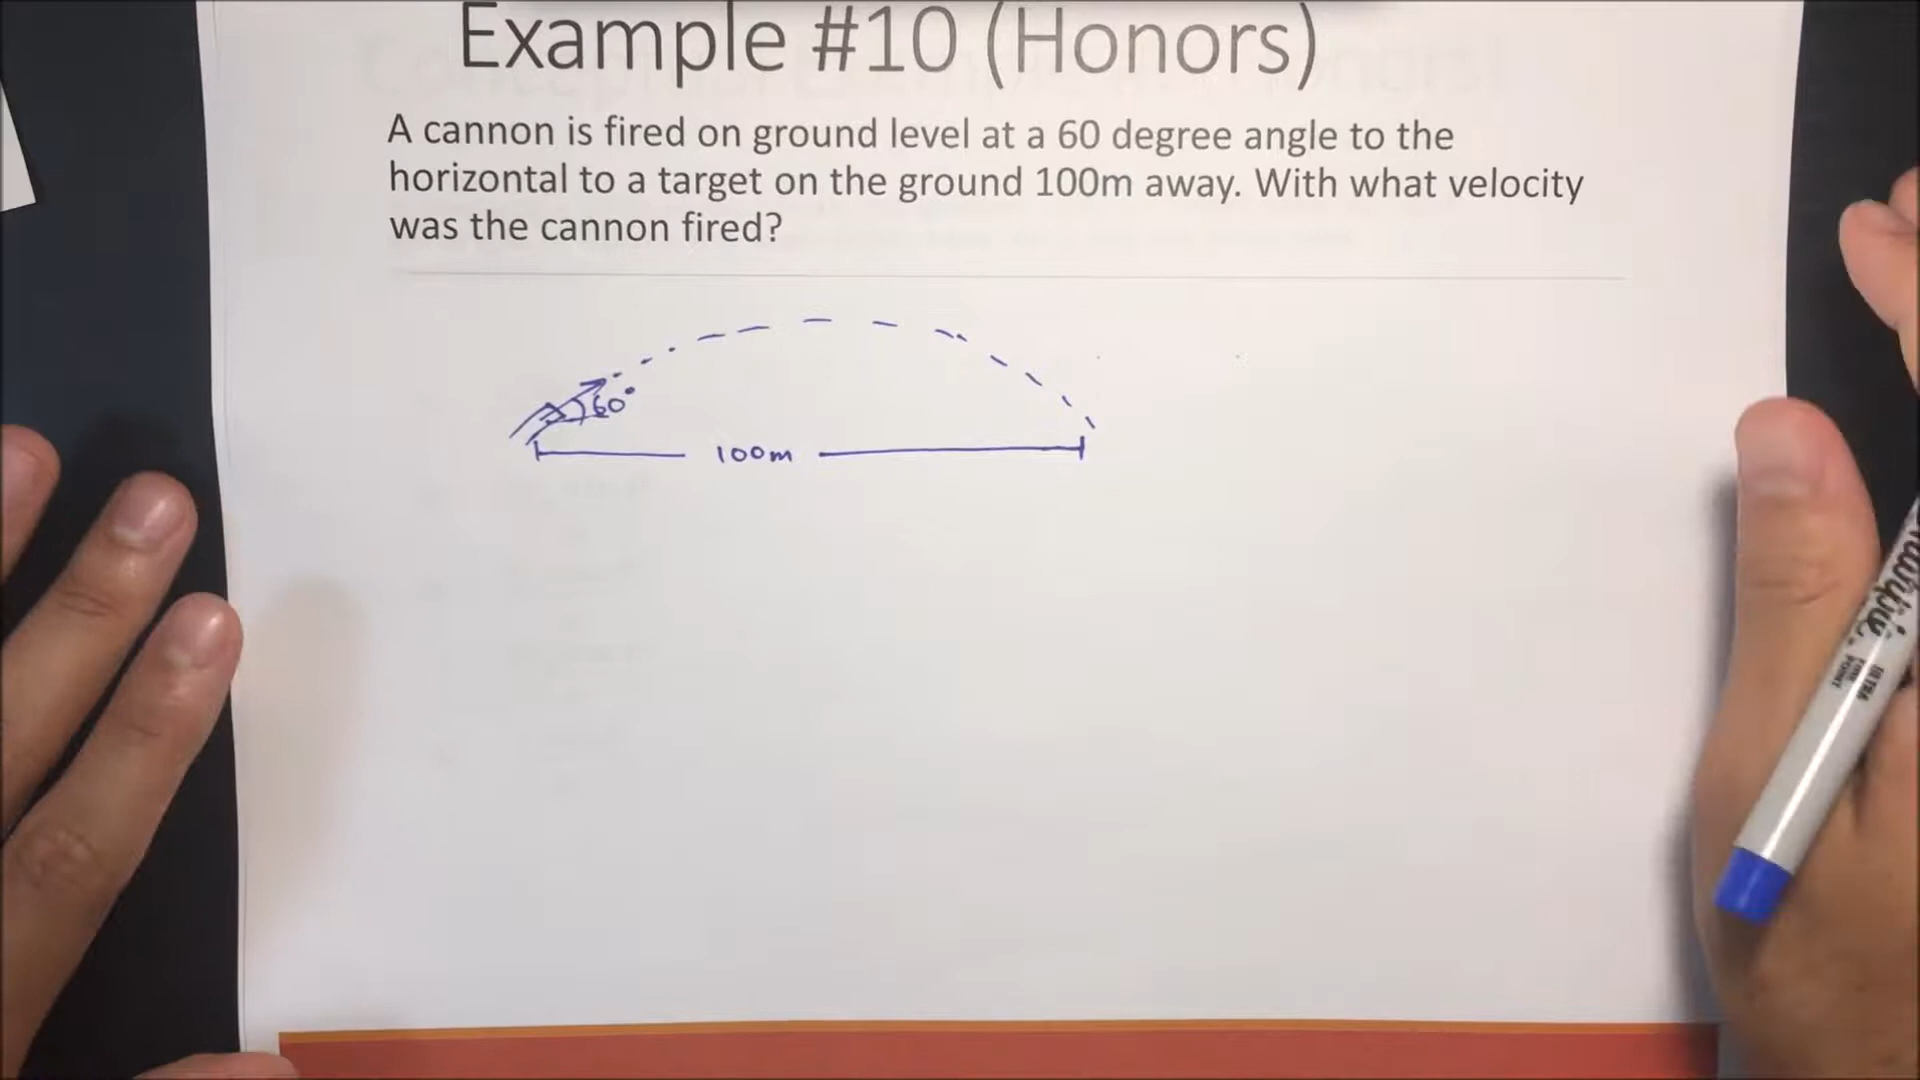 Example #10 (Honors)
A cannon is fired on ground level at a 60 degree angle to the
horizontal to a target on the ground 100m away. With what velocity
was the cannon fired?
60°
100m